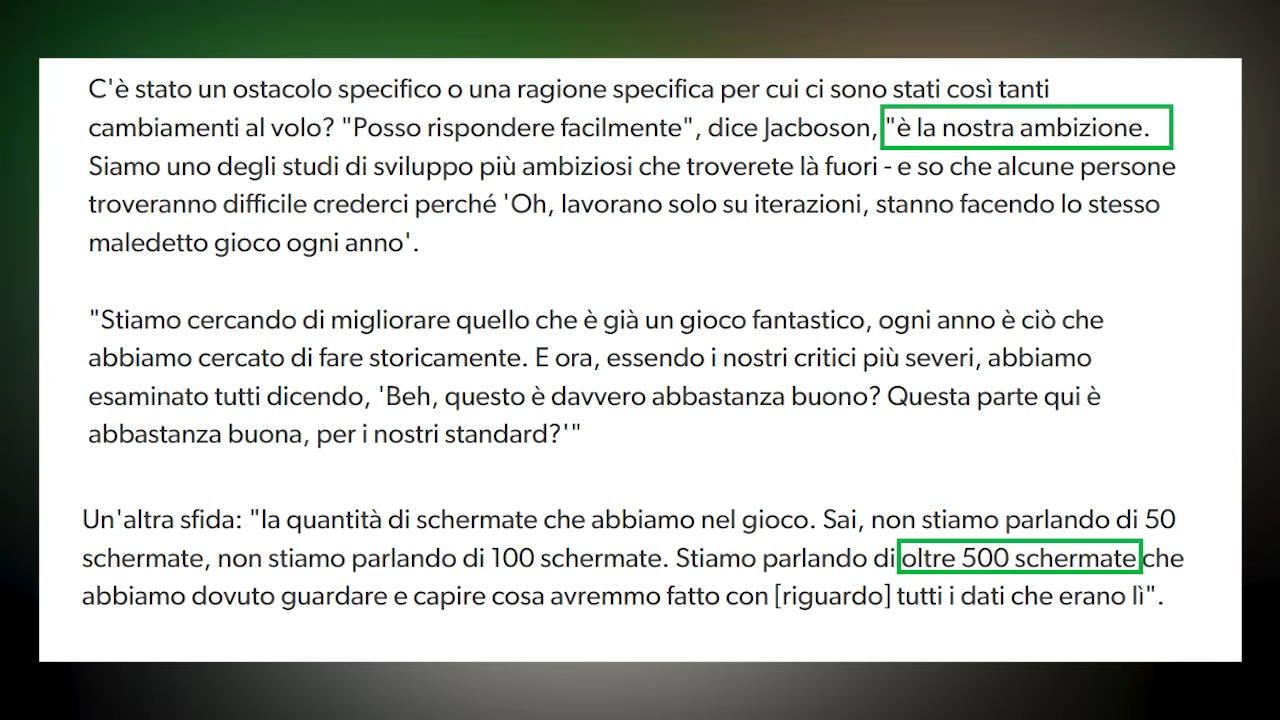 C'è stato un ostacolo specifico o una ragione specifica per cui ci sono stati così tanti
cambiamenti al volo? "Posso rispondere facilmente", dice Jacboson, "è la nostra ambizione.
Siamo uno degli studi di sviluppo più ambiziosi che troverete là fuori - e so che alcune persone
troveranno difficile crederci perché 'Oh, lavorano solo su iterazioni, stanno facendo lo stesso
maledetto gioco ogni anno'.
"Stiamo cercando di migliorare quello che è già un gioco fantastico, ogni anno è ciò che
abbiamo cercato di fare storicamente. E ora, essendo i nostri critici più severi, abbiamo
esaminato tutti dicendo, 'Beh, questo è davvero abbastanza buono? Questa parte qui è
abbastanza buona, per i nostri standard?'"
Un'altra sfida: "la quantità di schermate che abbiamo nel gioco. Sai, non stiamo parlando di 50
schermate, non stiamo parlando di 100 schermate. Stiamo parlando di oltre 500 schermate che
abbiamo dovuto guardare e capire cosa avremmo fatto con [riguardo] tutti i dati che erano lì".